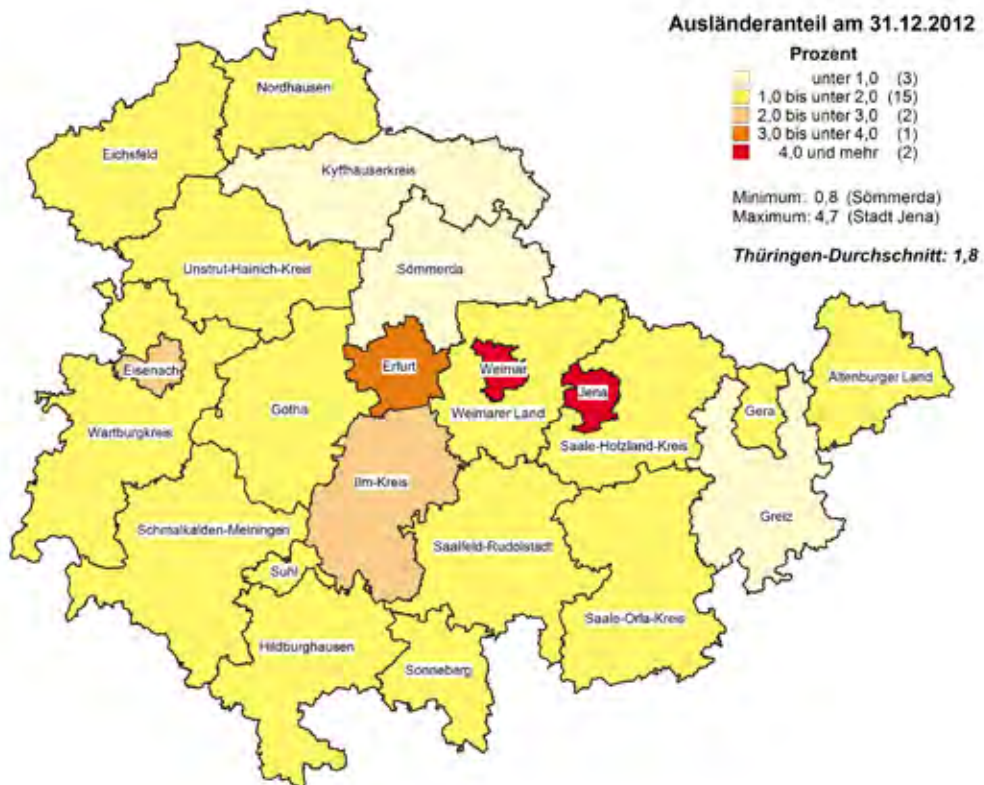 Ausländeranteil am 31.12.2012
Prozent
unter 1,0 (3)
1,0 bis unter 2,0 (15)
2,0 bis unter 3,0 (2)
3,0 bis unter 4,0 (1)
4,0 und mehr (2)
Minimum: 0,8 (Sömmerda)
Maximum: 4,7 (Stadt Jena)
Thüringen-Durchschnitt: 1,8
Nordhausen
Eichsfeld
Kyffhäuserkreis
Unstrut-Hainich-Kreis
Sömmerda
Eisenach
Erfurt
Weimar
Jena
Altenburger Land
Gotha
Weimarer Land
Gera
Wartburgkreis
Saale-Holzland-Kreis
Ilm-Kreis
Greiz
Schmalkalden-Meiningen
Saalfeld-Rudolstadt
Suhl
Saale-Orla-Kreis
Hildburghausen
Sonneberg